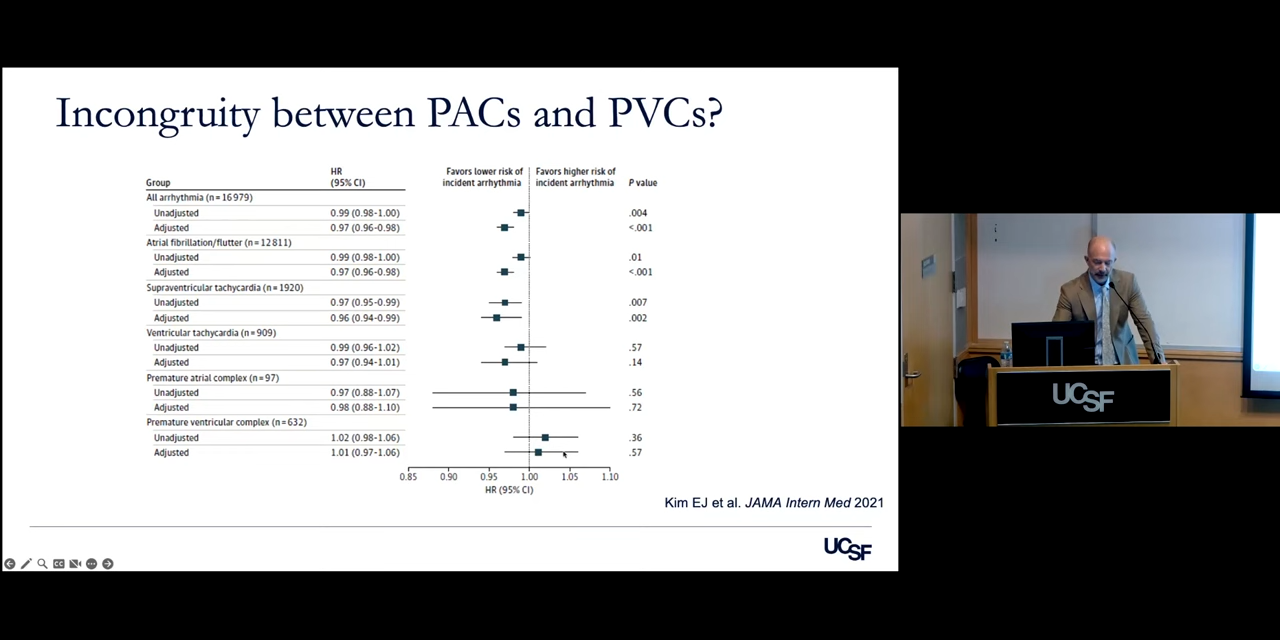 Incongruity between PACs and PVCs?
HR
Favors lower risk of
Favors higher risk of
Group
(95% CI)
incident arrhythmia
incident arrhythmia
P value
All arrhythmia (n = 16 979)
Unadjusted 0.99 (0.98-1.00) .004
Adjusted 0.97 (0.96-0.98) <.001
Atrial fibrillation/flutter (n = 12 811)
Unadjusted 0.99 (0.98-1.00) .01
Adjusted 0.97 (0.96-0.98) <.001
Supraventricular tachycardia (n = 1920)
Unadjusted 0.97 (0.95-0.99) .007
Adjusted 0.96 (0.94-0.99) .002
Ventricular tachycardia (n = 909)
Unadjusted 0.99 (0.96-1.02) .57
Adjusted 0.97 (0.94-1.01) .14
Premature atrial complex (n = 97)
Unadjusted 0.97 (0.88-1.07) .56
Adjusted 0.98 (0.88-1.10) .72
Premature ventricular complex (n = 632)
Unadjusted 1.02 (0.98-1.06) .36
Adjusted 1.01 (0.97-1.06) .57
0.85 0.90 0.95 1.00 1.05 1.10
HR (95% CI)
Kim EJ et al. JAMA Intern Med 2021
UCSF
CC
UCSF